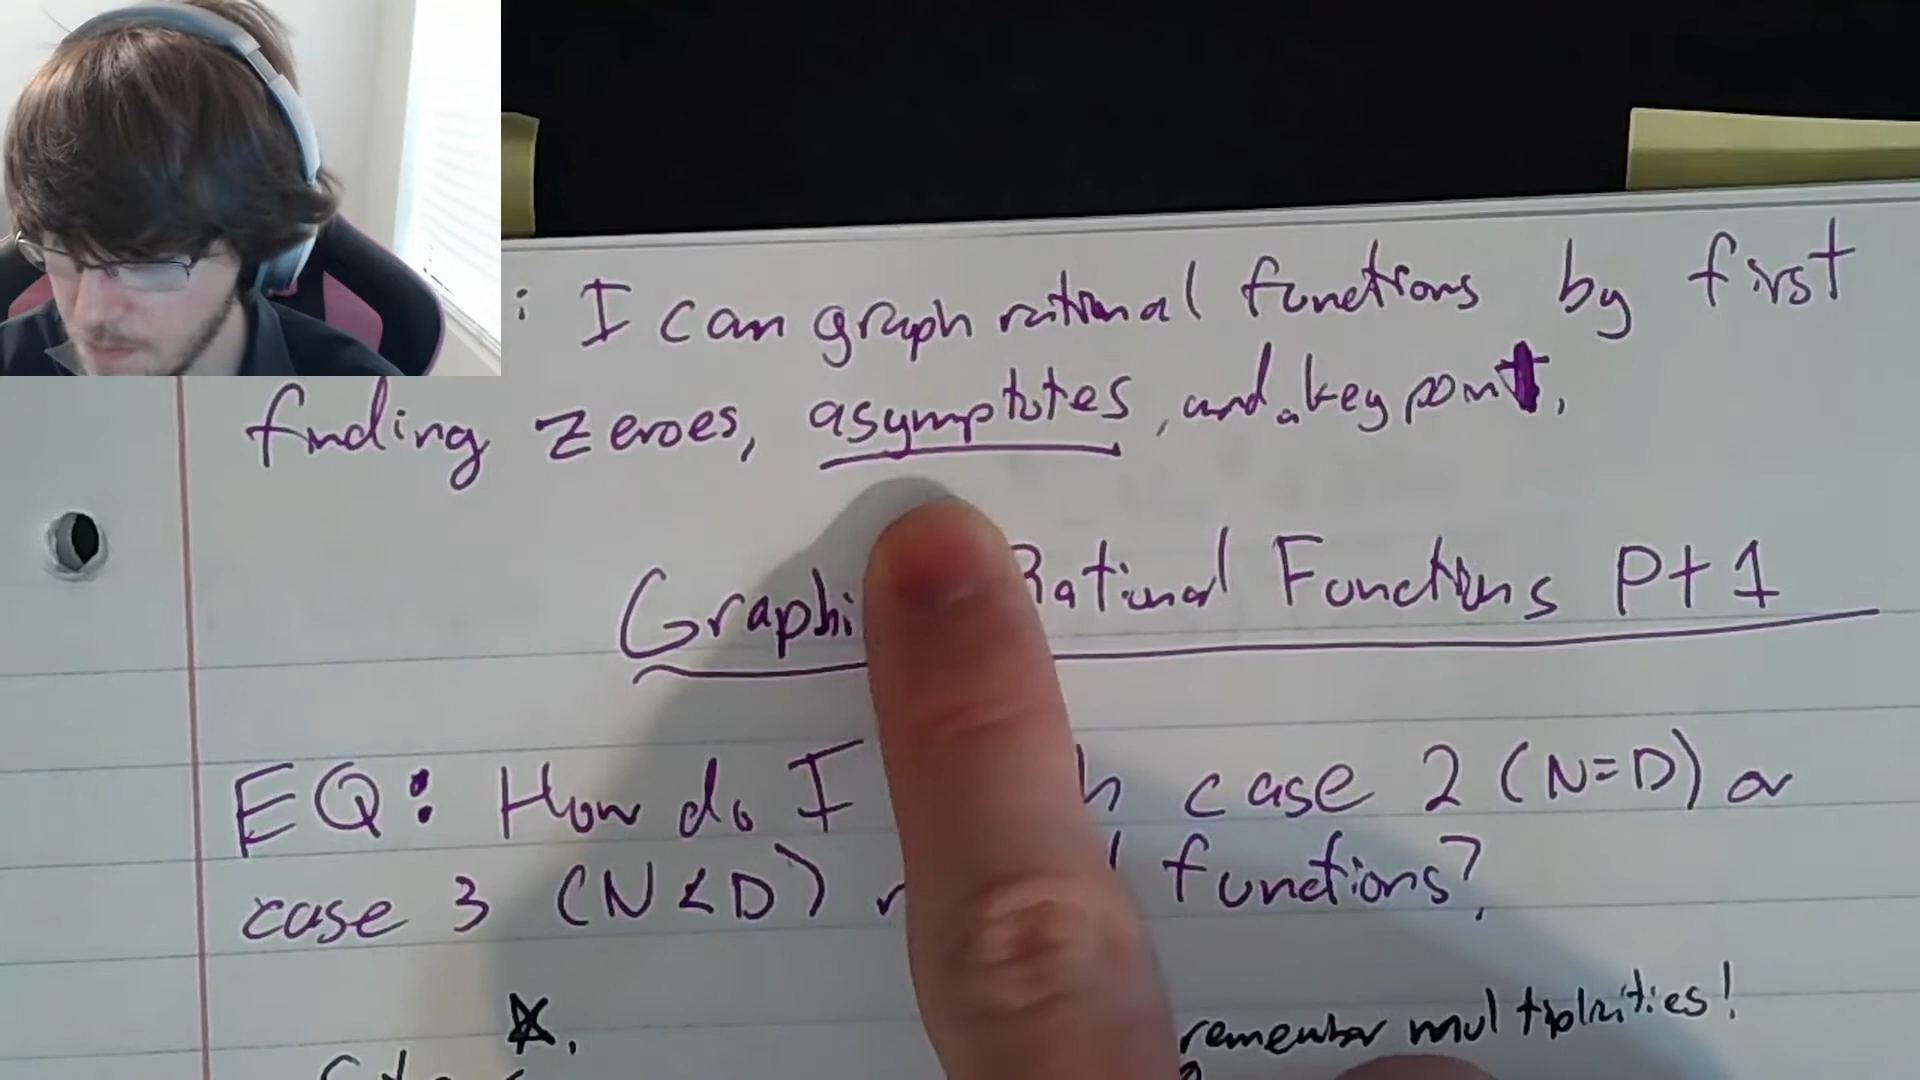 : I can graph rational functions by first
finding zeroes, asymptotes, and a key point.
Graphi Rational Functions Pt 1
EQ: How do I h case 2 (N=D) or
case 3 (N<D) functions?
remember multiplicities!